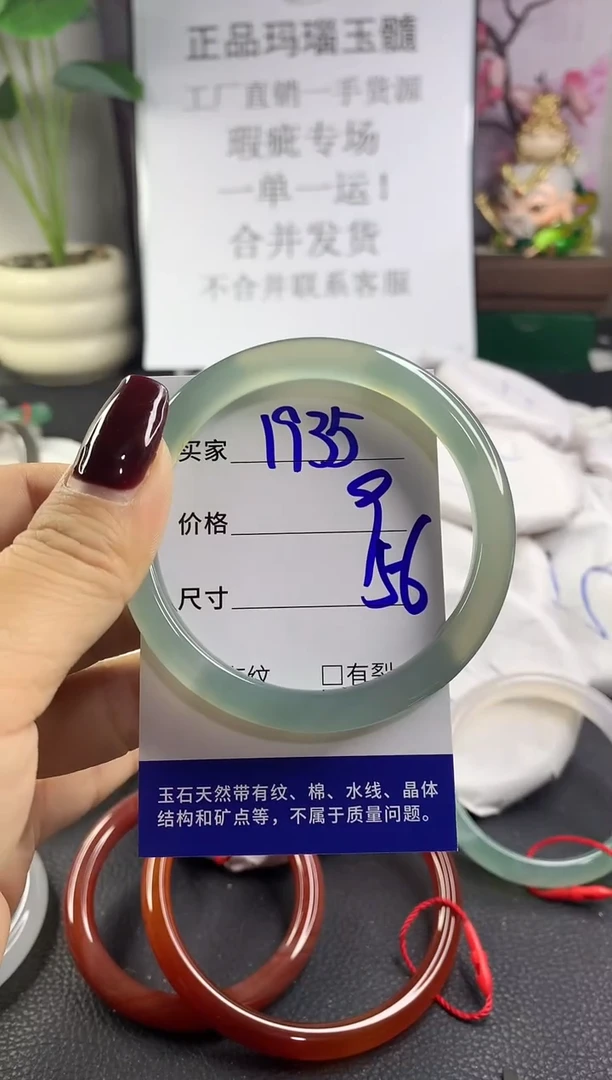 正品玛瑙玉髓
工厂直销一手货源
瑕疵专场
一单一运!
合并发货
不合并联系客服
买家 1935
价格 9
尺寸 56
纹 □有裂
玉石天然带有纹、棉、水线、晶体
结构和矿点等，不属于质量问题。